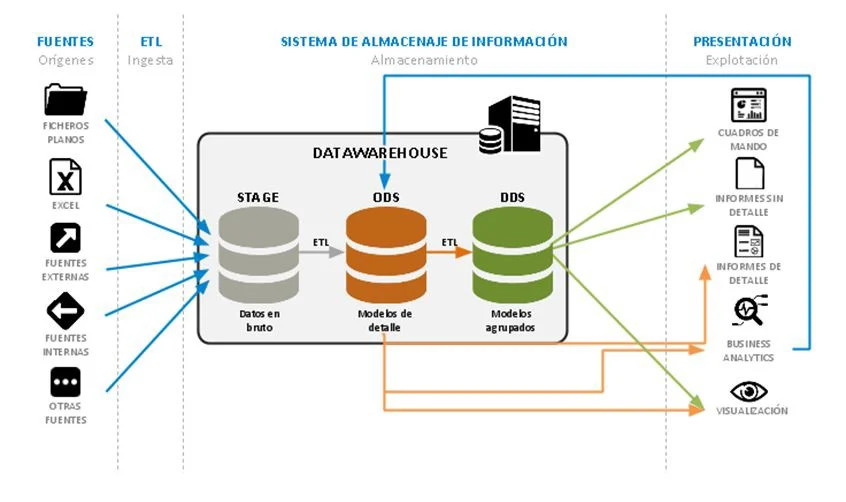 FUENTES
Orígenes
ETL
Ingesta
SISTEMA DE ALMACENAJE DE INFORMACIÓN
Almacenamiento
PRESENTACIÓN
Explotación
FICHEROS
PLANOS
EXCEL
FUENTES
EXTERNAS
FUENTES
INTERNAS
OTRAS
FUENTES
DATAWAREHOUSE
STAGE
ODS
DDS
ETL
ETL
Datos en
bruto
Modelos de
detalle
Modelos
agrupados
CUADROS DE
MANDO
INFORMES SIN
DETALLE
INFORMES DE
DETALLE
BUSINESS
ANALYTICS
VISUALIZACIÓN